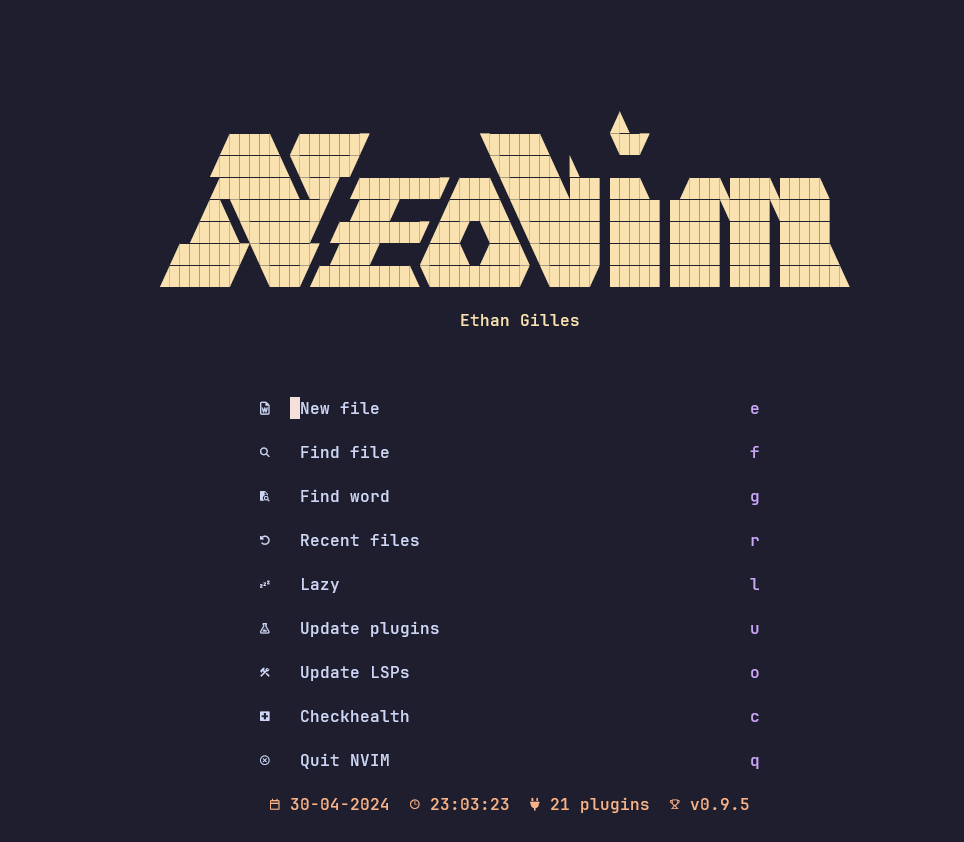 NEOVim
Ethan Gilles
New file e
Find file f
Find word g
Recent files r
Lazy l
Update plugins u
Update LSPs o
Checkhealth c
Quit NVIM q
30-04-2024 23:03:23 21 plugins v0.9.5